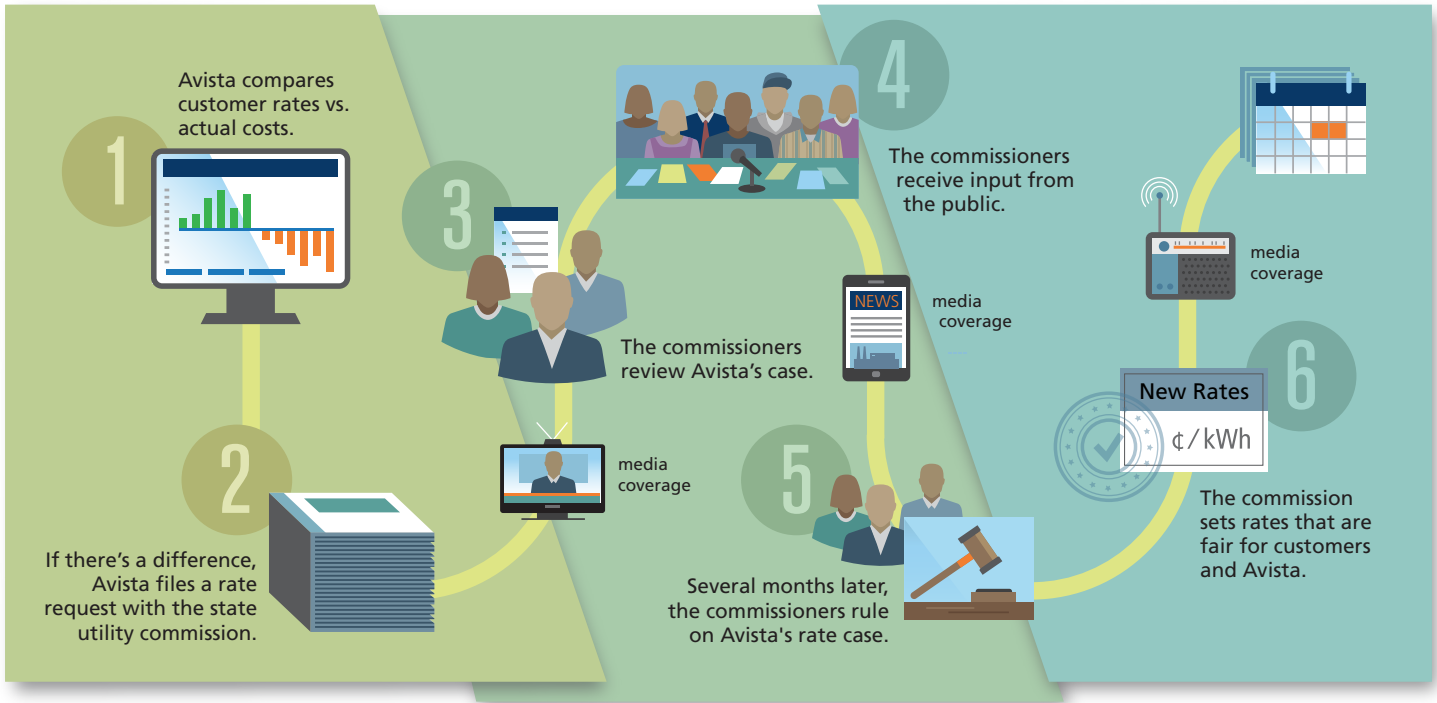 1
Avista compares
customer rates vs.
actual costs.
2
If there's a difference,
Avista files a rate
request with the state
utility commission.
media
coverage
3
The commissioners
review Avista’s case.
4
The commissioners
receive input from
the public.
NEWS
media
coverage
5
Several months later,
the commissioners rule
on Avista's rate case.
6
New Rates
¢/kWh
The commission
sets rates that are
fair for customers
and Avista.
media
coverage